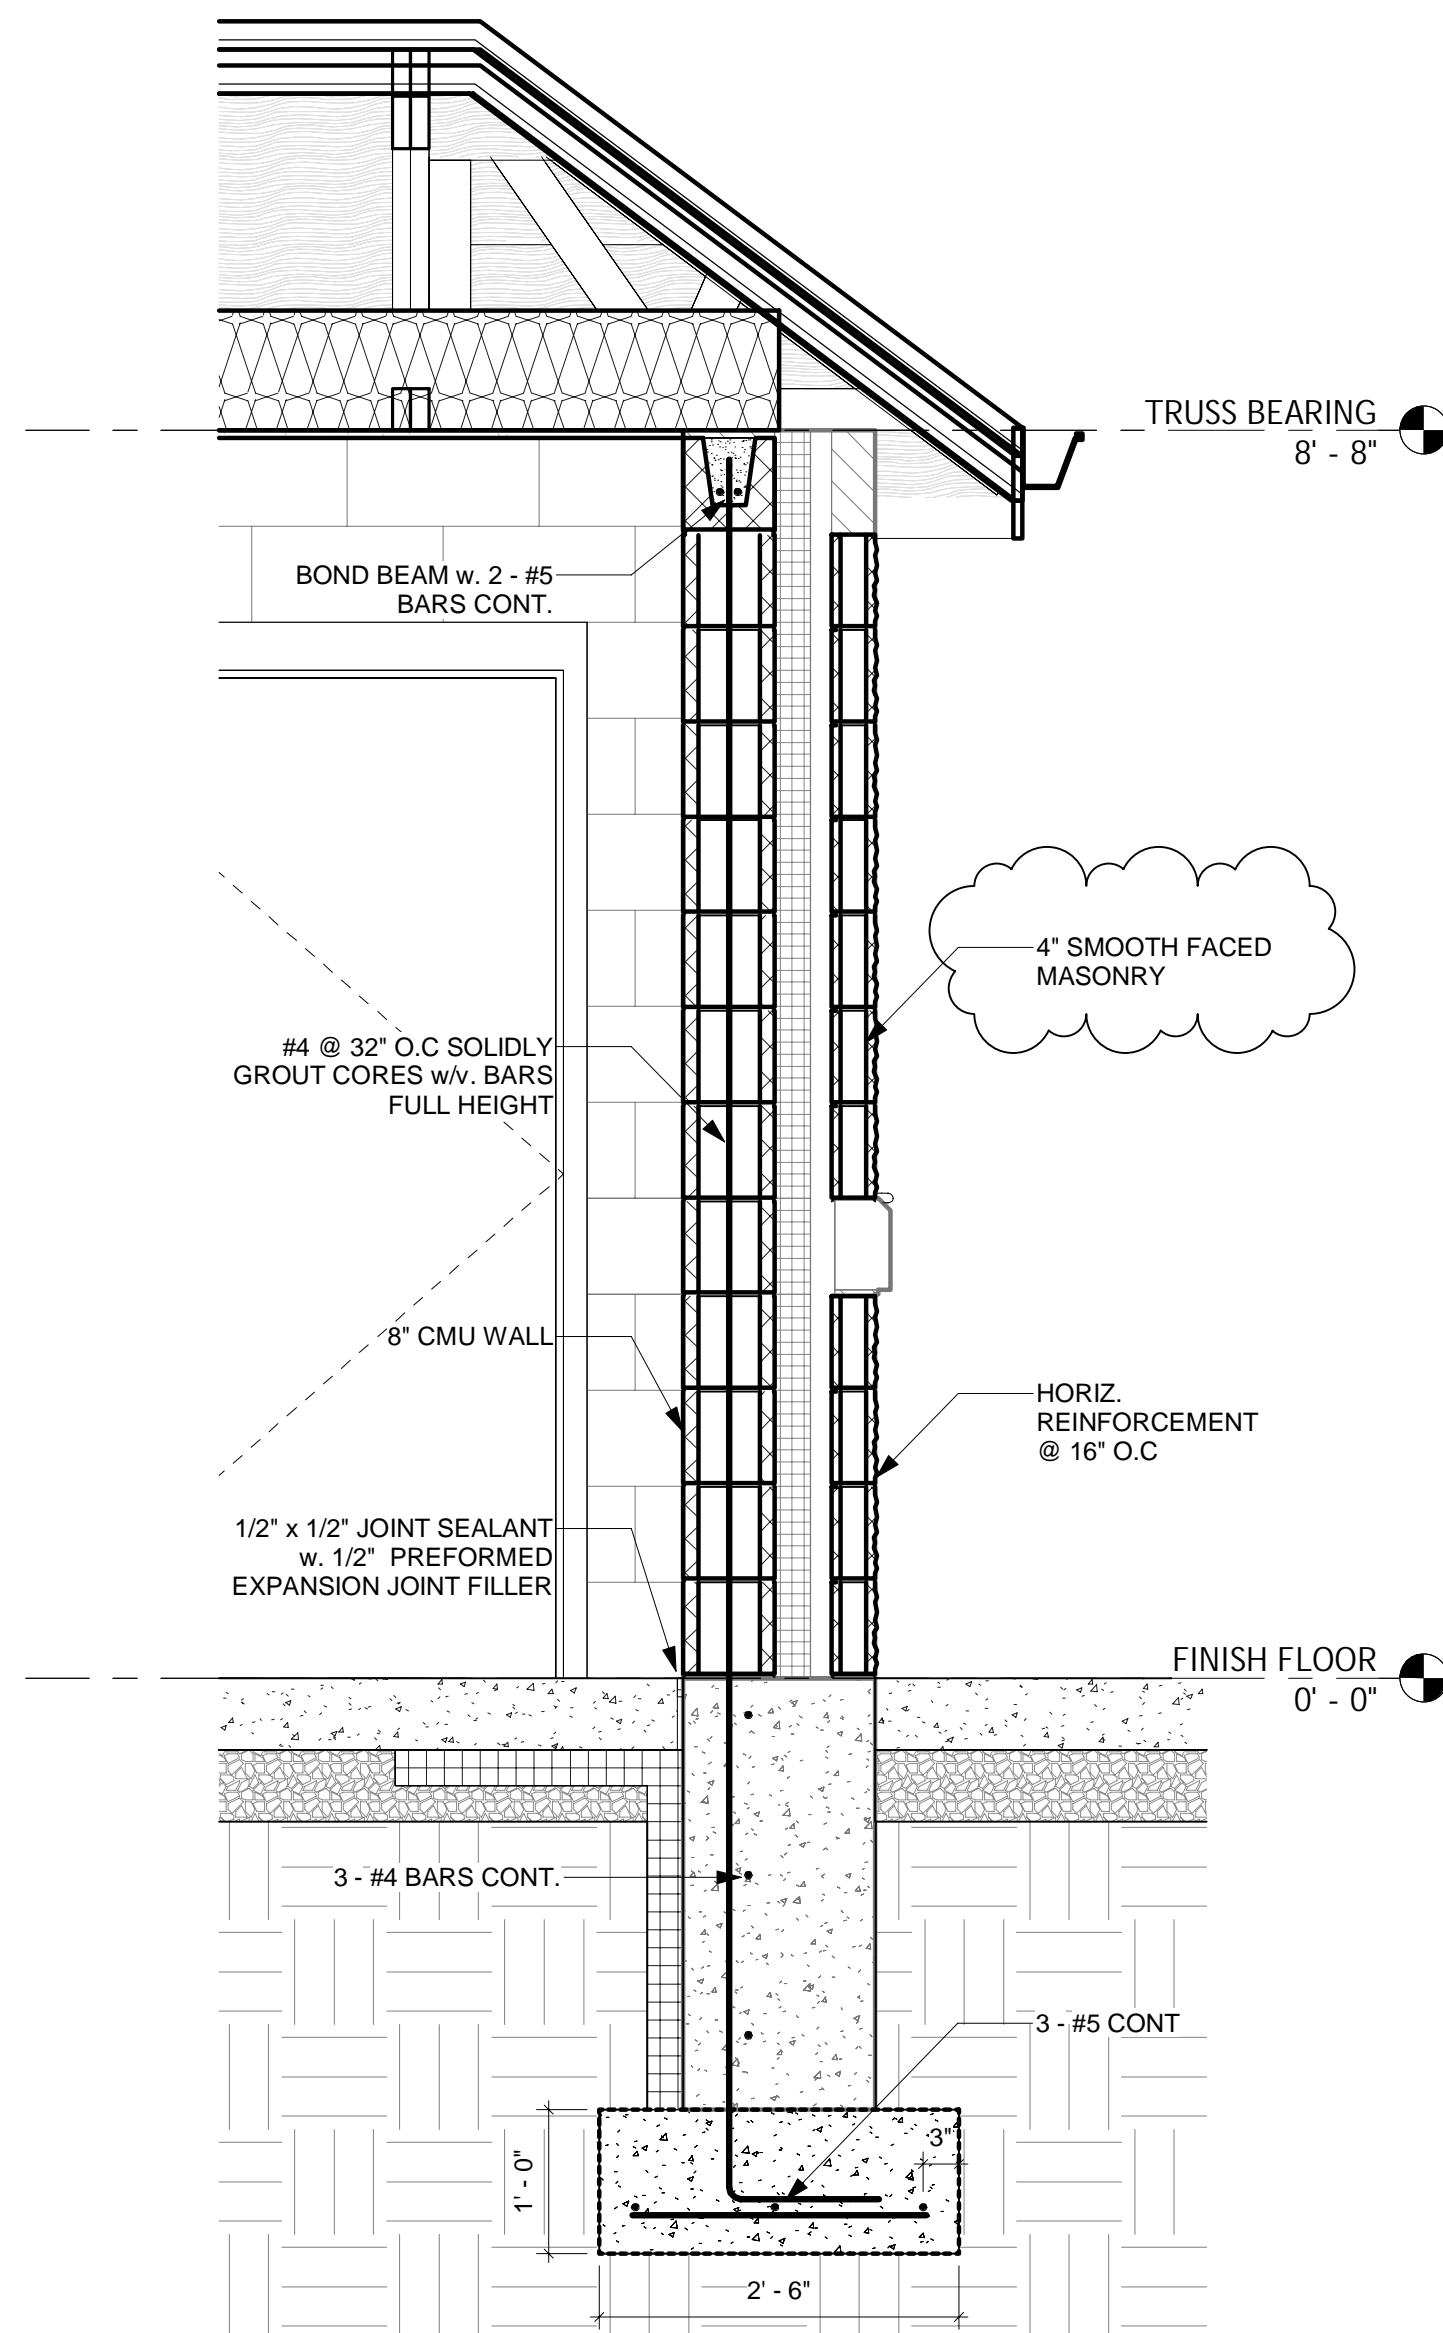 TRUSS BEARING
8' - 8"
BOND BEAM w. 2 - #5
BARS CONT.
4" SMOOTH FACED
MASONRY
#4 @ 32" O.C SOLIDLY
GROUT CORES w/v. BARS
FULL HEIGHT
8" CMU WALL
HORIZ.
REINFORCEMENT
@ 16" O.C
1/2" x 1/2" JOINT SEALANT
w. 1/2" PREFORMED
EXPANSION JOINT FILLER
FINISH FLOOR
0' - 0"
3 - #4 BARS CONT.
3 - #5 CONT
3"
1' - 0"
2' - 6"